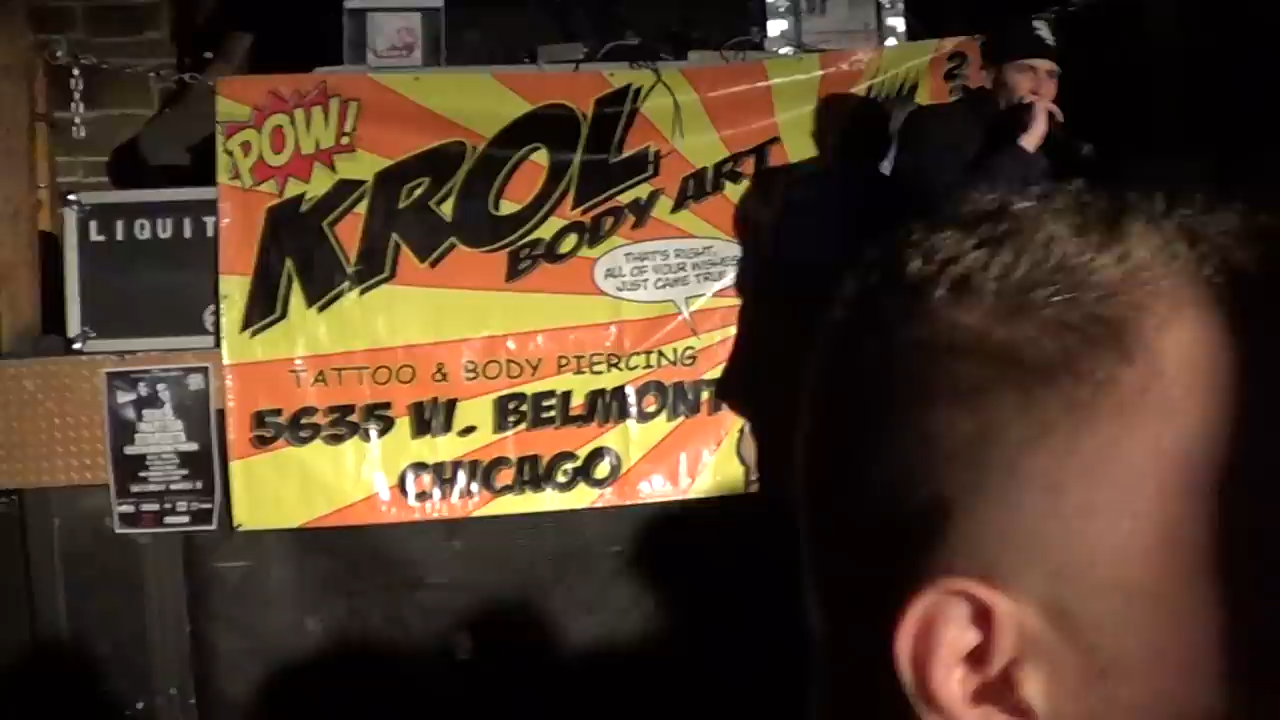 POW!
KROL
BODY ART
2
LIQUIT
THAT'S RIGHT,
ALL OF YOUR WISHES
JUST CAME TRUE
TATTOO & BODY PIERCING
5635 W. BELMONT
CHICAGO